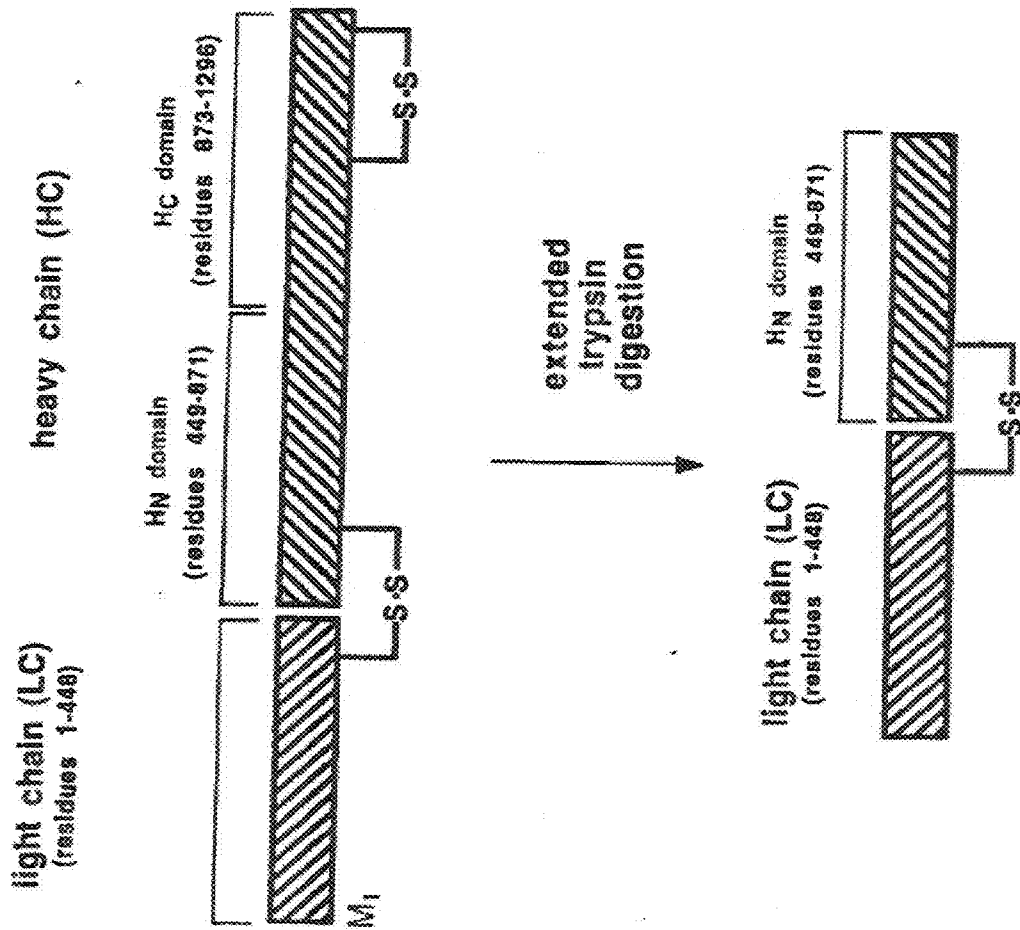 light chain (LC)
(residues 1-448)
heavy chain (HC)
HN domain
(residues 449-871)
HC domain
(residues 873-1296)
S-S
S-S
M1
extended
trypsin
digestion
light chain (LC)
(residues 1-448)
HN domain
(residues 449-871)
S-S